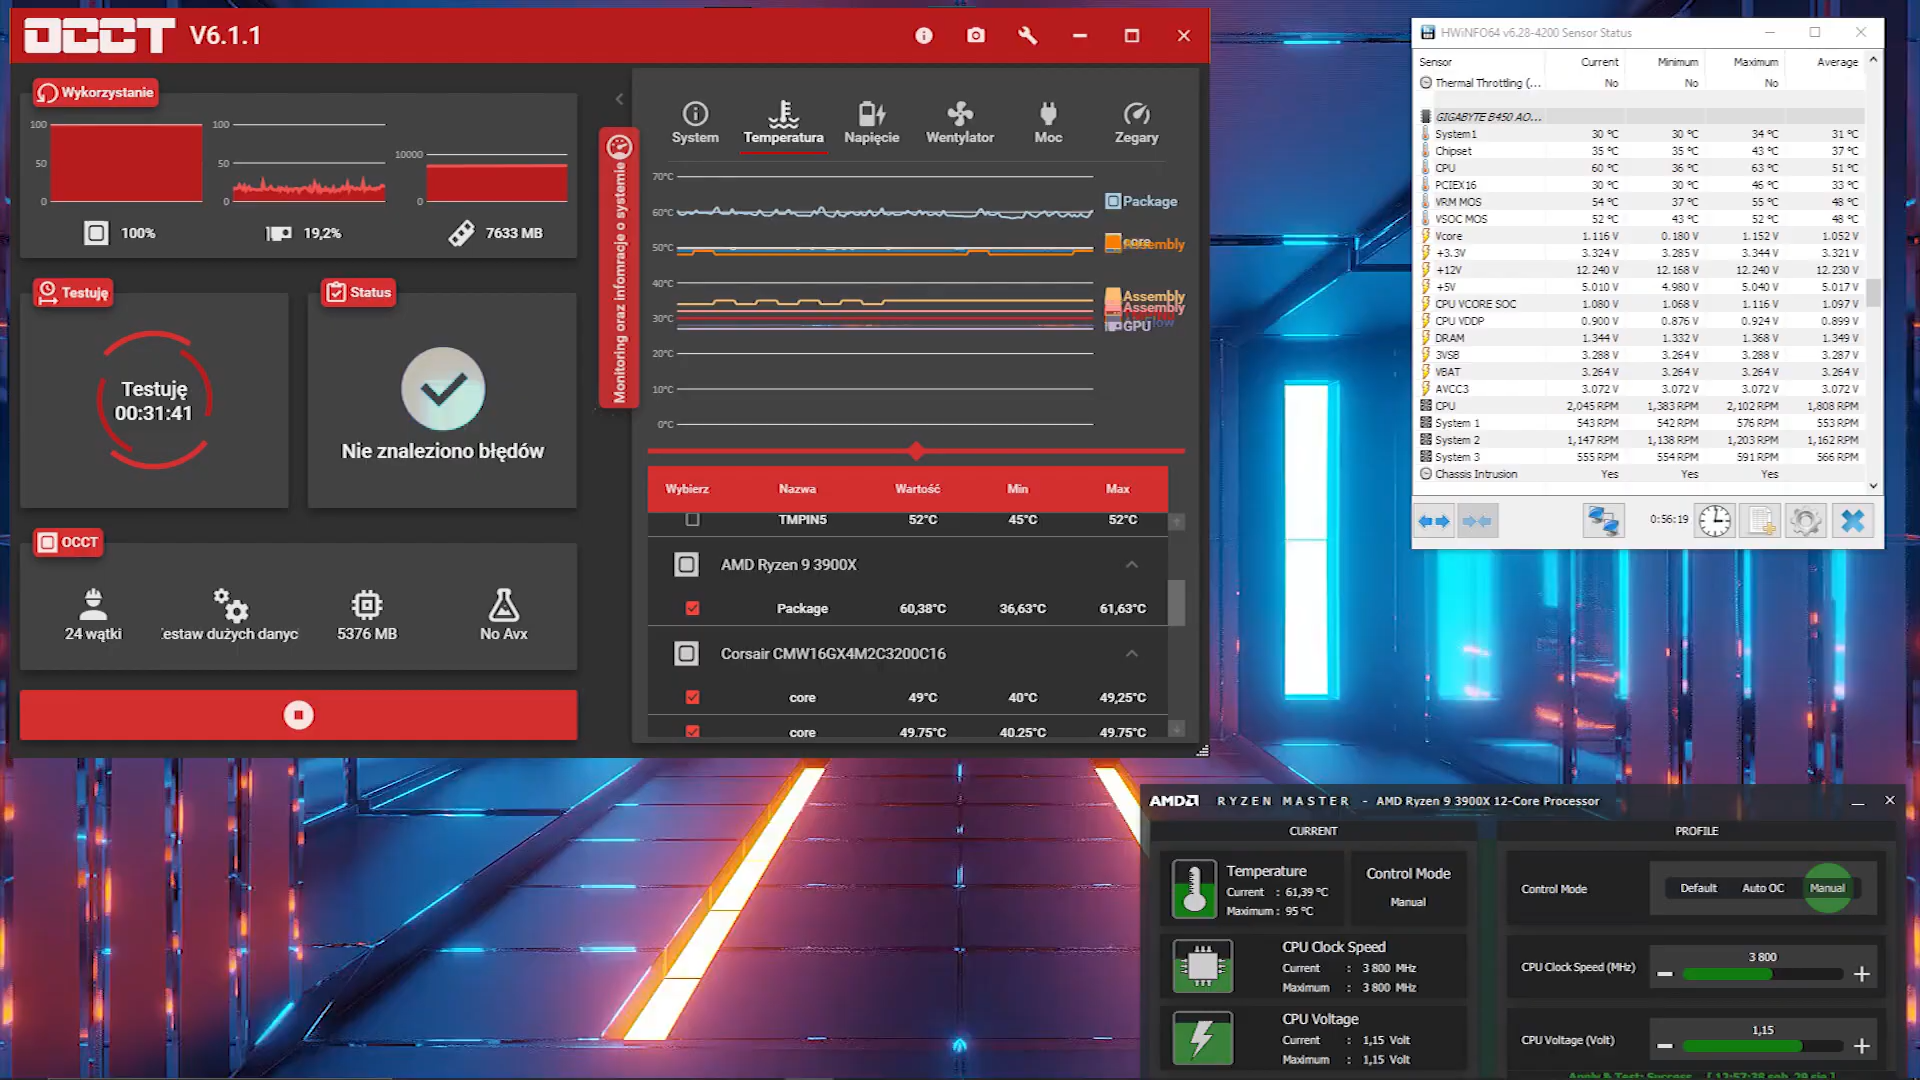 OCCT V6.1.1
Wykorzystanie
100
50
0
100
50
0
10000
0
100%
19,2%
7633 MB
Testuję
Testuję
00:31:41
Status
Nie znaleziono błędów
OCCT
24 wątki
Zestaw dużych danyc
5376 MB
No Avx
Monitoring oraz infomracje o systemie
System
Temperatura
Napięcie
Wentylator
Moc
Zegary
70°C
60°C
50°C
40°C
30°C
20°C
10°C
0°C
Package
core
Assembly
Assembly
Assembly
GPU
Wybierz Nazwa Wartość Min Max
TMPIN5 52°C 45°C 52°C
AMD Ryzen 9 3900X
Package 60,38°C 36,63°C 61,63°C
Corsair CMW16GX4M2C3200C16
core 49°C 40°C 49,25°C
core 49.75°C 40.25°C 49.75°C
HWiNFO64 v6.28-4200 Sensor Status
Sensor Current Minimum Maximum Average
Thermal Throttling (... No No No
GIGABYTE B450 AO...
System1 30 °C 30 °C 34 °C 31 °C
Chipset 35 °C 35 °C 43 °C 37 °C
CPU 60 °C 36 °C 63 °C 51 °C
PCIEX16 30 °C 30 °C 46 °C 33 °C
VRM MOS 54 °C 37 °C 55 °C 48 °C
VSOC MOS 52 °C 43 °C 52 °C 48 °C
Vcore 1.116 V 0.180 V 1.152 V 1.052 V
+3.3V 3.324 V 3.285 V 3.344 V 3.321 V
+12V 12.240 V 12.168 V 12.240 V 12.230 V
+5V 5.010 V 4.980 V 5.040 V 5.017 V
CPU VCORE SOC 1.080 V 1.068 V 1.116 V 1.097 V
CPU VDDP 0.900 V 0.876 V 0.924 V 0.899 V
DRAM 1.344 V 1.332 V 1.368 V 1.349 V
3VSB 3.288 V 3.264 V 3.288 V 3.287 V
VBAT 3.264 V 3.264 V 3.264 V 3.264 V
AVCC3 3.072 V 3.072 V 3.072 V 3.072 V
CPU 2,045 RPM 1,383 RPM 2,102 RPM 1,808 RPM
System 1 543 RPM 542 RPM 576 RPM 553 RPM
System 2 1,147 RPM 1,138 RPM 1,203 RPM 1,162 RPM
System 3 555 RPM 554 RPM 591 RPM 566 RPM
Chassis Intrusion Yes Yes Yes
0:56:19
AMD RYZEN MASTER - AMD Ryzen 9 3900X 12-Core Processor
CURRENT
Temperature
Current : 61,39 °C
Maximum : 95 °C
Control Mode
Manual
CPU Clock Speed
Current : 3 800 MHz
Maximum : 3 800 MHz
CPU Voltage
Current : 1,15 Volt
Maximum : 1,15 Volt
PROFILE
Control Mode
Default Auto OC Manual
CPU Clock Speed (MHz)
3 800
CPU Voltage (Volt)
1,15
Apply & Test: Success [ 12:57:38 sob. 29 sie ]